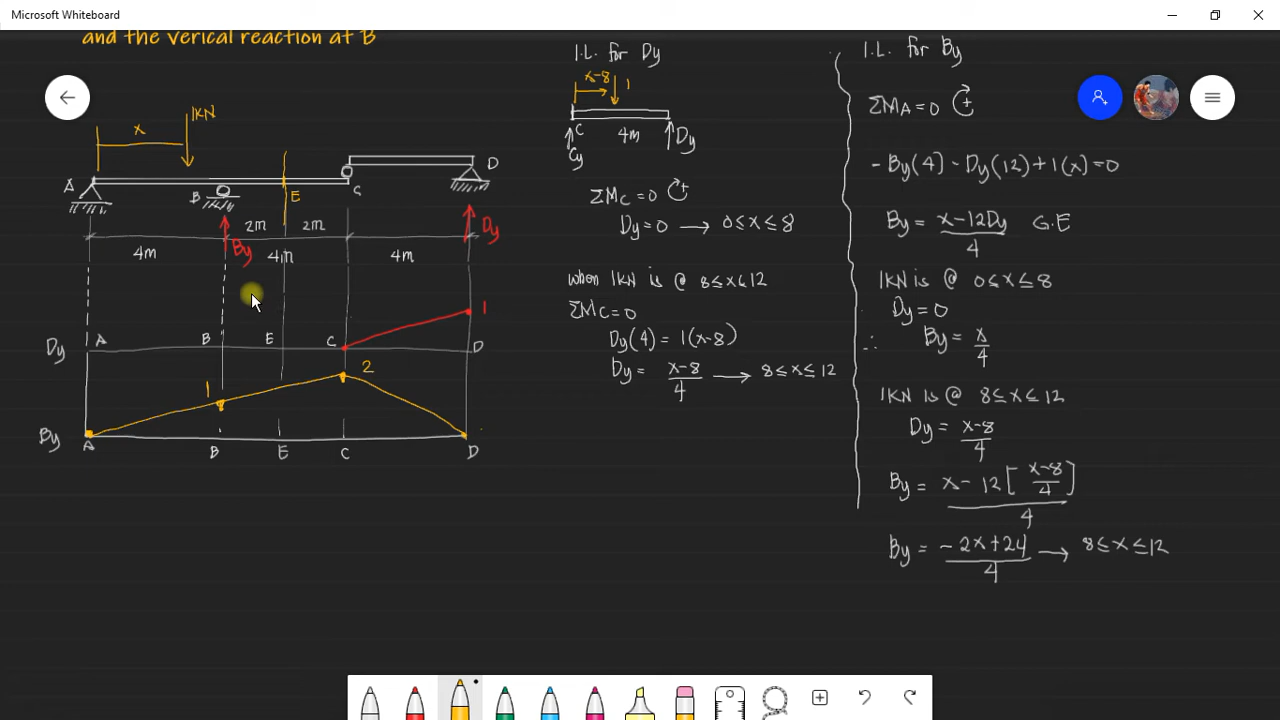 Microsoft Whiteboard
and the verical reaction at B
1KN
x
A
B
E
C
D
2m
2m
By
Dy
4m
4m
4m
Dy
A
B
E
C
D
1
By
1
2
A
B
E
C
D
I.L. for Dy
x-8
1
C
4m
Cy
Dy
ΣMc = 0
Dy = 0 → 0≤x≤8
when 1KN is @ 8≤x≤12
ΣMc = 0
Dy(4) = 1(x-8)
Dy = (x-8)/4 → 8≤x≤12
I.L. for By
ΣMA = 0 +
-By(4) - Dy(12) + 1(x) = 0
By = (x-12Dy)/4 G.E
1KN is @ 0≤x≤8
Dy = 0
∴ By = x/4
1KN is @ 8≤x≤12
Dy = (x-8)/4
By = (x - 12[(x-8)/4])/4
By = (-2x+24)/4 → 8≤x≤12